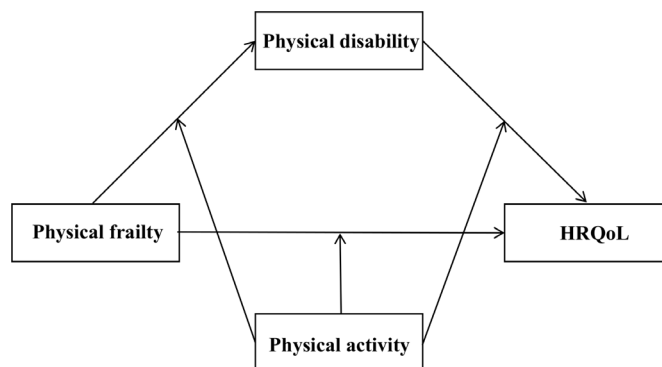 Physical disability
Physical frailty
HRQoL
Physical activity